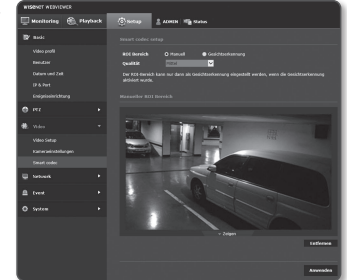 WISENET WEBVIEWER
Monitoring
Playback
Setup
ADMIN
Status
Basic
Video profil
Benutzer
Datum und Zeit
IP & Port
Ereigniseinrichtung
PTZ
Video
Video Setup
Kameraeinstellungen
Smart codec
Network
Event
System
Smart codec setup
ROI Bereich
Manuell
Gesichtserkennung
Qualität
Mittel
Der ROI-Bereich kann nur dann als Gesichtserkennung eingestellt werden, wenn die Gesichtserkennung
aktiviert wurde.
Manueller ROI Bereich
Zeigen
Entfernen
Anwenden